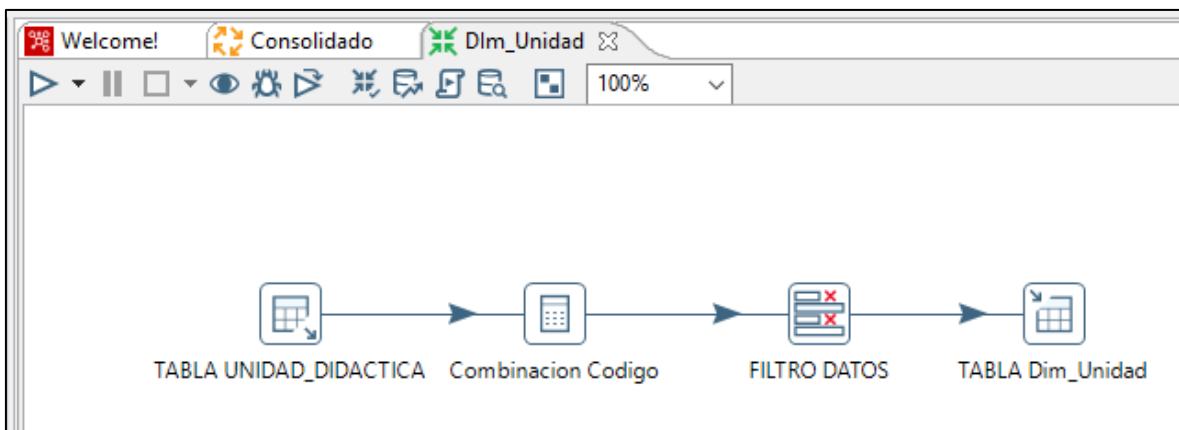 Welcome! Consolidado DIm_Unidad
100%
TABLA UNIDAD_DIDACTICA Combinacion Codigo FILTRO DATOS TABLA Dim_Unidad